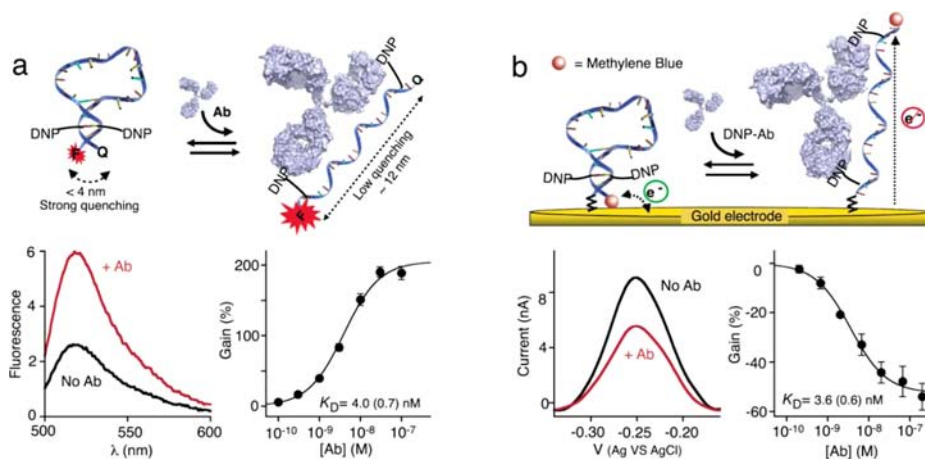 a
DNP
Q
Ab
DNP
DNP
F
Q
< 4 nm
Strong quenching
DNP
Low quenching
~ 12 nm
F
6
4
2
0
Fluorescence
+ Ab
No Ab
500
550
600
λ (nm)
200
100
0
Gain (%)
K_D= 4.0 (0.7) nM
10^-10
10^-9
10^-8
10^-7
[Ab] (M)
b
= Methylene Blue
DNP
DNP-Ab
DNP
DNP
DNP
e^-
e^-
Gold electrode
8
4
0
Current (nA)
No Ab
+ Ab
-0.30
-0.25
-0.20
V (Ag VS AgCl)
0
-20
-40
-60
Gain (%)
K_D= 3.6 (0.6) nM
10^-10
10^-9
10^-8
10^-7
[Ab] (M)